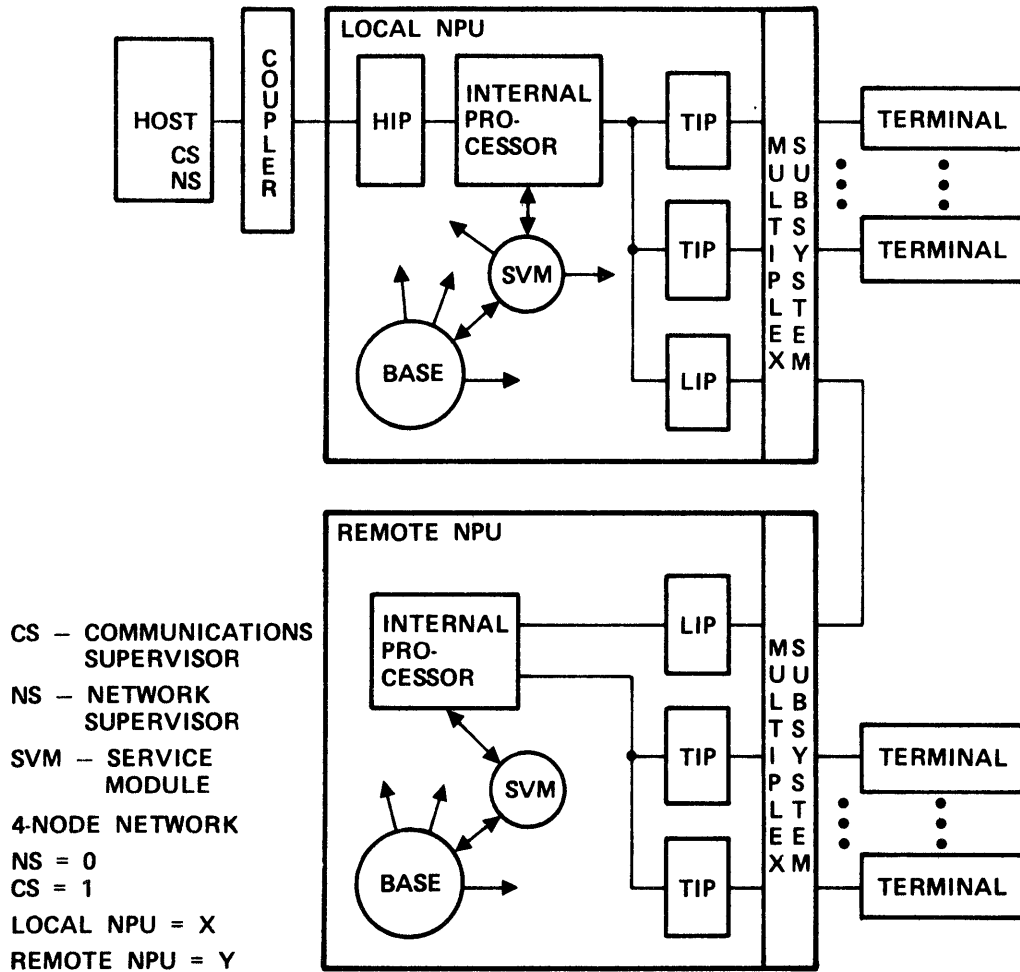 LOCAL NPU
HOST
CS
NS
COUPLER
HIP
INTERNAL
PRO-
CESSOR
TIP
TIP
LIP
SVM
BASE
MULTIPLEX
SUBSYSTEM
TERMINAL
TERMINAL
REMOTE NPU
INTERNAL
PRO-
CESSOR
LIP
TIP
TIP
SVM
BASE
MULTIPLEX
SUBSYSTEM
TERMINAL
TERMINAL
CS – COMMUNICATIONS
SUPERVISOR
NS – NETWORK
SUPERVISOR
SVM – SERVICE
MODULE
4-NODE NETWORK
NS = 0
CS = 1
LOCAL NPU = X
REMOTE NPU = Y